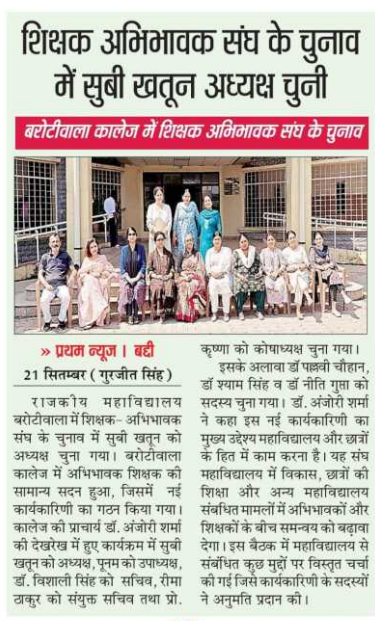 शिक्षक अभिभावक संघ के चुनाव
में सुबी खतून अध्यक्ष चुनी
बरोटीवाला कालेज में शिक्षक अभिभावक संघ के चुनाव
» प्रथम न्यूज । बद्दी
21 सितम्बर ( गुरजीत सिंह )
राजकीय महाविद्यालय
बरोटीवाला में शिक्षक- अभिभावक
संघ के चुनाव में सुबी खतून को
अध्यक्ष चुना गया। बरोटीवाला
कालेज में अभिभावक शिक्षक की
सामान्य सदन हुआ, जिसमें नई
कार्यकारिणी का गठन किया गया।
कालेज की प्राचार्य डॉ. अंजोरी शर्मा
की देखरेख में हुए कार्यक्रम में सुबी
खतून को अध्यक्ष, पूनम को उपाध्यक्ष,
डॉ. विशाली सिंह को सचिव, रीमा
ठाकुर को संयुक्त सचिव तथा प्रो.
कृष्णा को कोषाध्यक्ष चुना गया।
इसके अलावा डॉ पल्लवी चौहान,
डॉ श्याम सिंह व डॉ नीति गुप्ता को
सदस्य चुना गया। डॉ. अंजोरी शर्मा
ने कहा इस नई कार्यकारिणी का
मुख्य उद्देश्य महाविद्यालय और छात्रों
के हित में काम करना है। यह संघ
महाविद्यालय में विकास, छात्रों की
शिक्षा और अन्य महाविद्यालय
संबंधित मामलों में अभिभावकों और
शिक्षकों के बीच समन्वय को बढ़ावा
देगा। इस बैठक में महाविद्यालय से
संबंधित कुछ मुद्दों पर विस्तृत चर्चा
की गई जिसे कार्यकारिणी के सदस्यों
ने अनुमति प्रदान की।